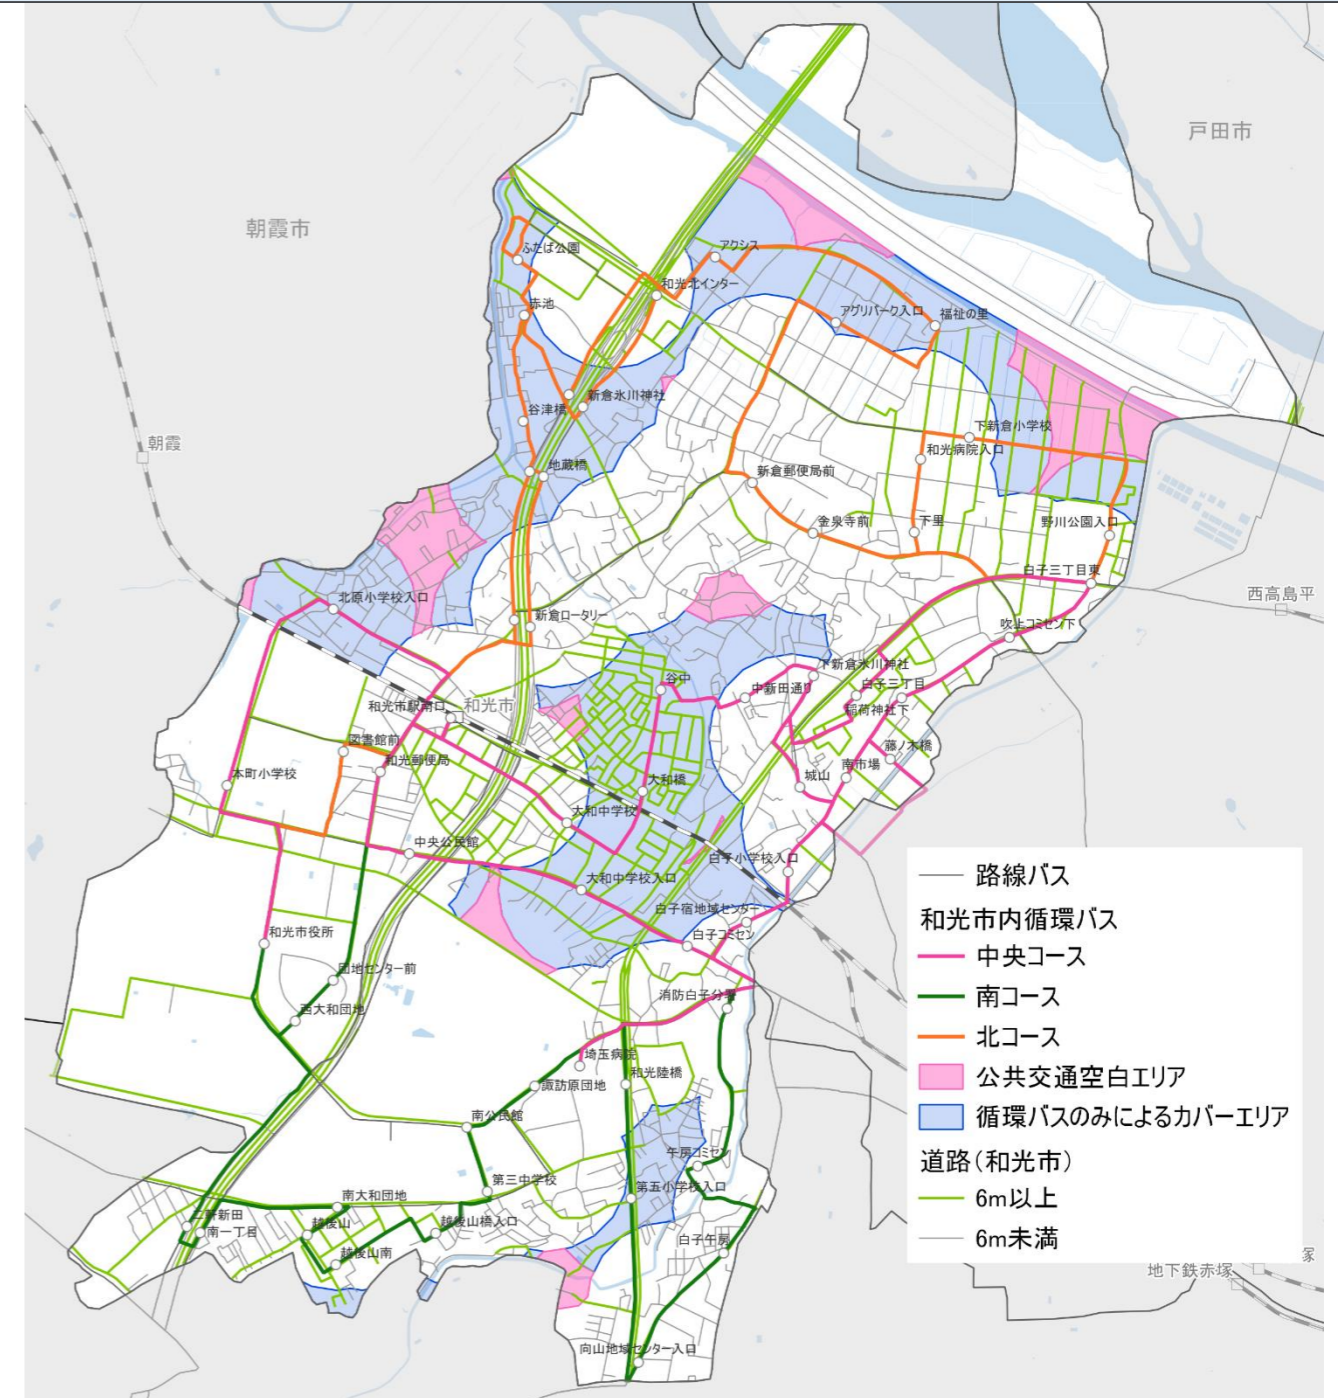 戸田市
朝霞市
ふたば公園
アクシス
和光北インター
赤池
アグリパーク入口
福祉の里
新倉氷川神社
谷津橋
下新倉小学校
朝霞
和光病院入口
地蔵橋
新倉郵便局前
金泉寺前
下里
野川公園入口
白子三丁目東
西高島平
北原小学校入口
新倉ロータリー
吹上コミセン下
下新倉氷川神社
谷中
中新田通り
白子三丁目
稲荷神社下
和光市駅南口
和光市
図書館前
和光郵便局
藤ノ木橋
本町小学校
城山
南市場
大和橋
大和中学校
中央公民館
白子小学校入口
大和中学校入口
白子宿地域センター
白子コミセン
和光市役所
団地センター前
西大和団地
消防白子分署
埼玉病院
諏訪原団地
和光陸橋
南公民館
午房コミセン
第三中学校
第五小学校入口
南大和団地
二軒新田
南一丁目
越後山
越後山橋入口
越後山南
白子午房
向山地域センター入口
路線バス
和光市内循環バス
中央コース
南コース
北コース
公共交通空白エリア
循環バスのみによるカバーエリア
道路（和光市）
6m以上
6m未満
塚
地下鉄赤塚